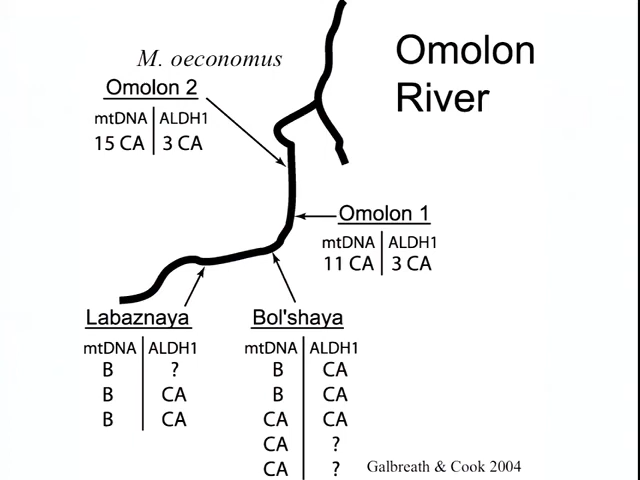 Omolon
River
M. oeconomus
Omolon 2
mtDNA ALDH1
15 CA 3 CA
Omolon 1
mtDNA ALDH1
11 CA 3 CA
Labaznaya
mtDNA ALDH1
B ?
B CA
B CA
Bol'shaya
mtDNA ALDH1
B CA
B CA
CA CA
CA ?
CA ?
Galbreath & Cook 2004